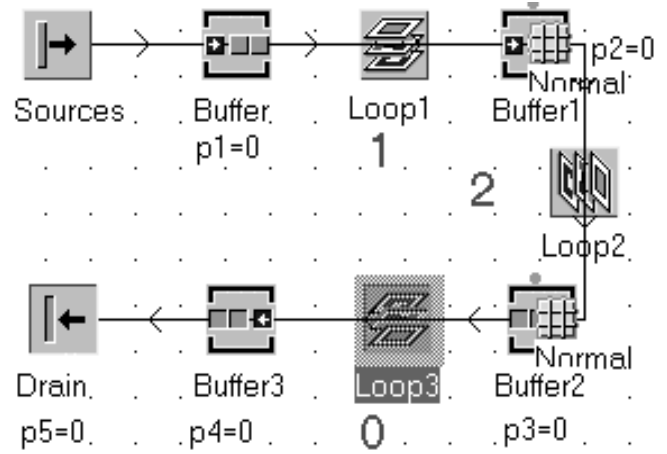 p2=0
Normal
Sources Buffer Loop1 Buffer1
p1=0 1
2
Loop2
Normal
Drain Buffer3 Loop3 Buffer2
p5=0 p4=0 0 p3=0